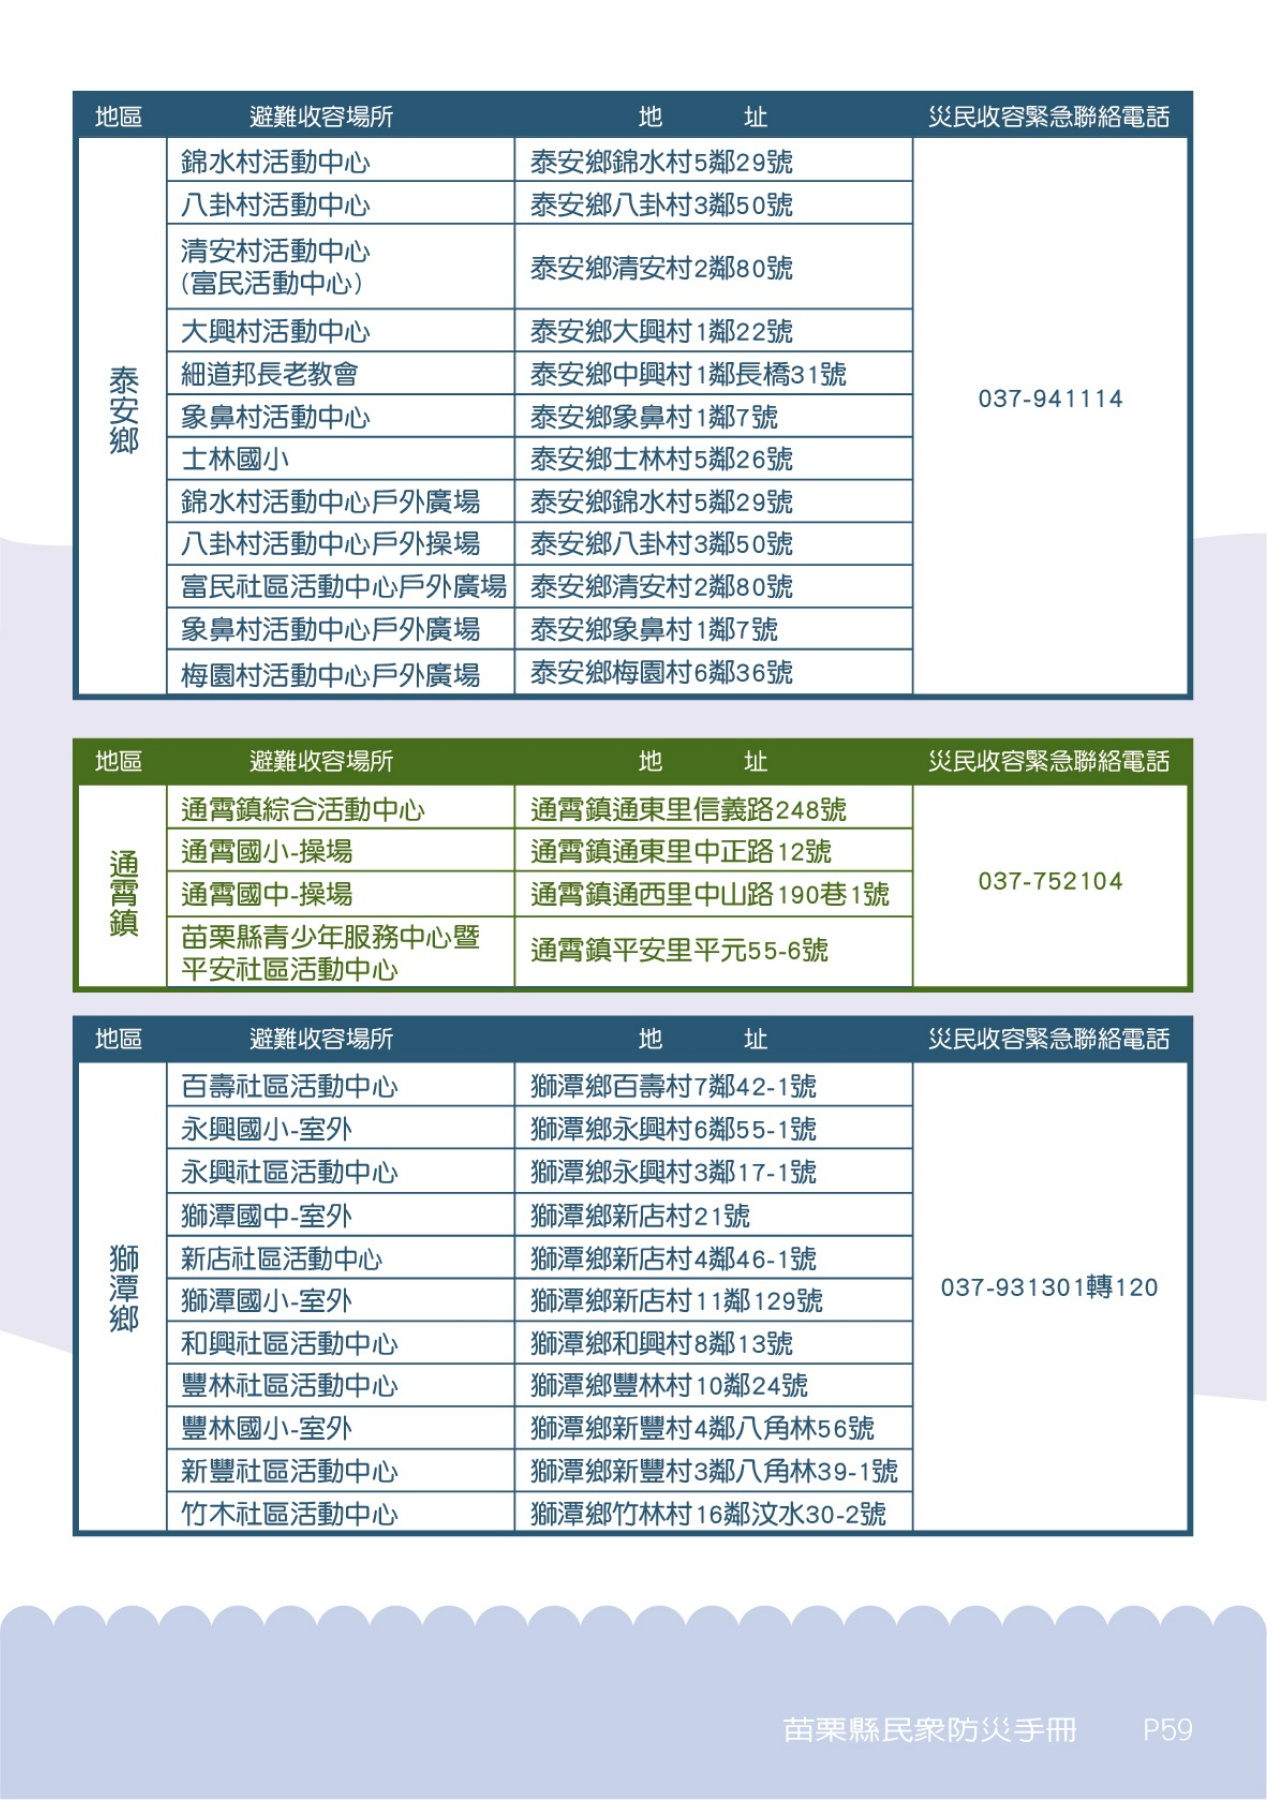 地區 避難收容場所 地 址 災民收容緊急聯絡電話
泰安鄉
錦水村活動中心 泰安鄉錦水村5鄰29號
八卦村活動中心 泰安鄉八卦村3鄰50號
清安村活動中心
(富民活動中心) 泰安鄉清安村2鄰80號
大興村活動中心 泰安鄉大興村1鄰22號
細道邦長老教會 泰安鄉中興村1鄰長橋31號
037-941114
象鼻村活動中心 泰安鄉象鼻村1鄰7號
士林國小 泰安鄉士林村5鄰26號
錦水村活動中心戶外廣場 泰安鄉錦水村5鄰29號
八卦村活動中心戶外操場 泰安鄉八卦村3鄰50號
富民社區活動中心戶外廣場 泰安鄉清安村2鄰80號
象鼻村活動中心戶外廣場 泰安鄉象鼻村1鄰7號
梅園村活動中心戶外廣場 泰安鄉梅園村6鄰36號
地區 避難收容場所 地 址 災民收容緊急聯絡電話
通霄鎮
通霄鎮綜合活動中心 通霄鎮通東里信義路248號
通霄國小-操場 通霄鎮通東里中正路12號
037-752104
通霄國中-操場 通霄鎮通西里中山路190巷1號
苗栗縣青少年服務中心暨
平安社區活動中心 通霄鎮平安里平元55-6號
地區 避難收容場所 地 址 災民收容緊急聯絡電話
獅潭鄉
百壽社區活動中心 獅潭鄉百壽村7鄰42-1號
永興國小-室外 獅潭鄉永興村6鄰55-1號
永興社區活動中心 獅潭鄉永興村3鄰17-1號
獅潭國中-室外 獅潭鄉新店村21號
新店社區活動中心 獅潭鄉新店村4鄰46-1號
037-931301轉120
獅潭國小-室外 獅潭鄉新店村11鄰129號
和興社區活動中心 獅潭鄉和興村8鄰13號
豐林社區活動中心 獅潭鄉豐林村10鄰24號
豐林國小-室外 獅潭鄉新豐村4鄰八角林56號
新豐社區活動中心 獅潭鄉新豐村3鄰八角林39-1號
竹木社區活動中心 獅潭鄉竹林村16鄰汶水30-2號
苗栗縣民眾防災手冊 P59